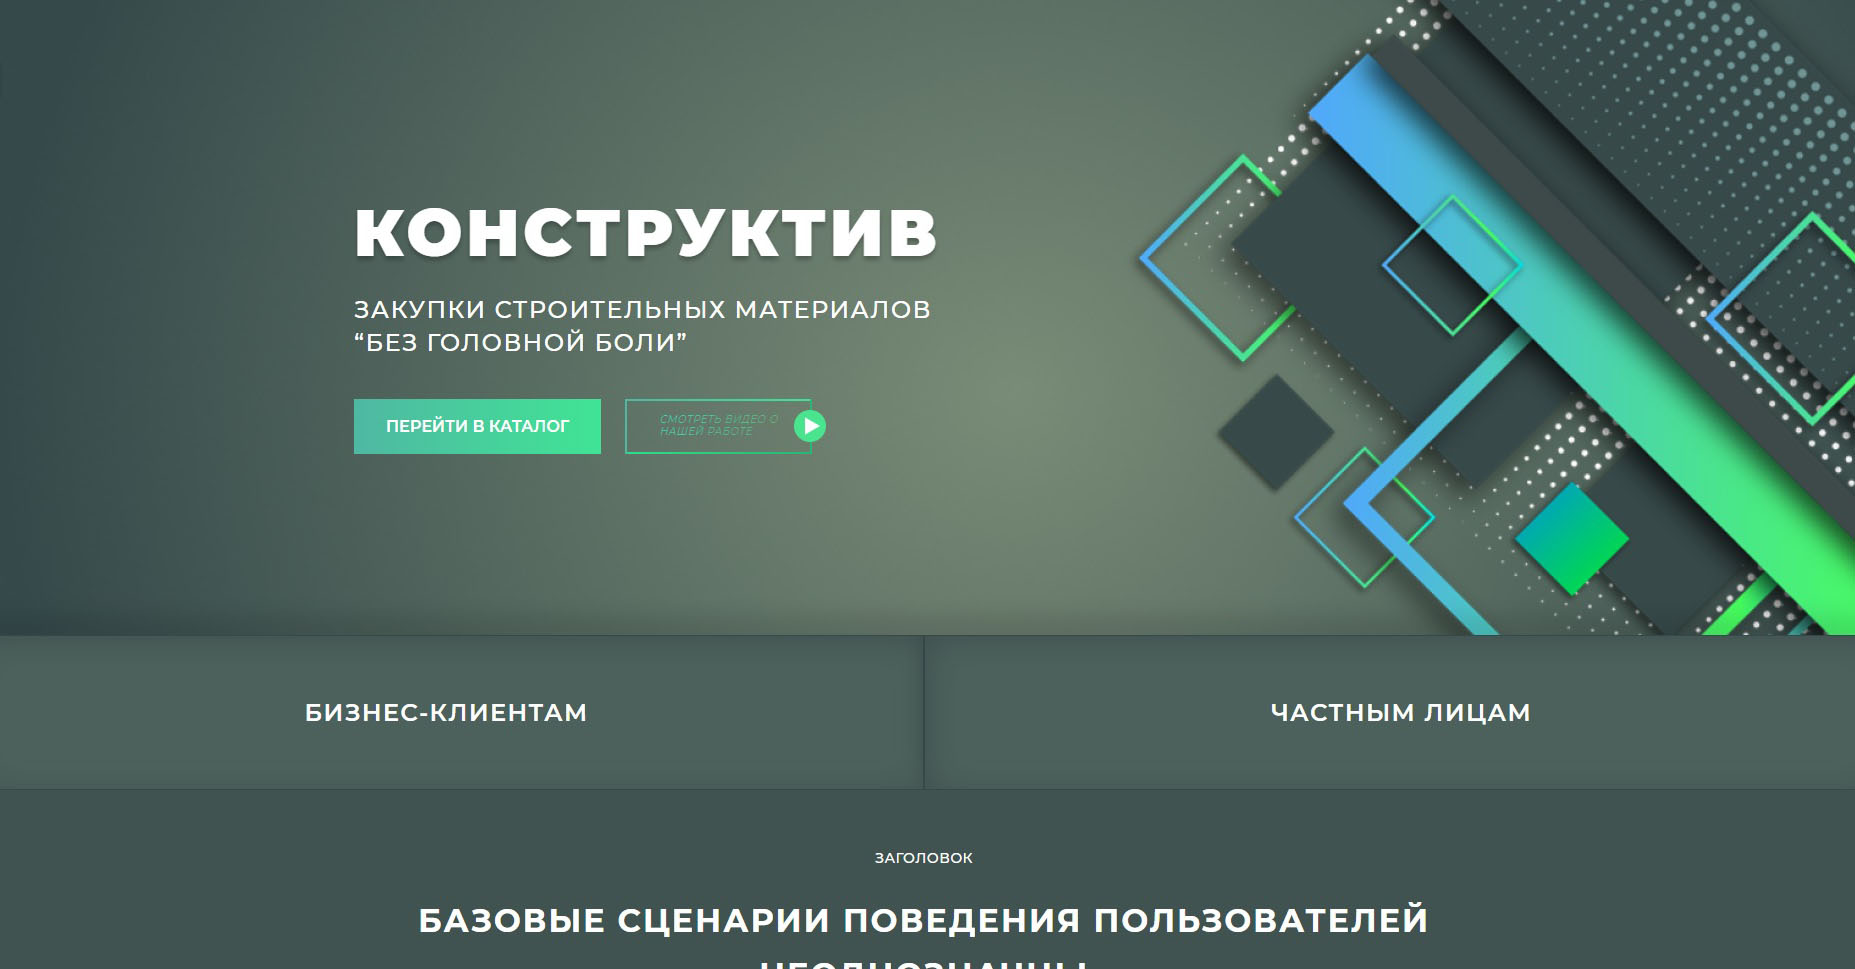 КОНСТРУКТИВ
ЗАКУПКИ СТРОИТЕЛЬНЫХ МАТЕРИАЛОВ
“БЕЗ ГОЛОВНОЙ БОЛИ”
ПЕРЕЙТИ В КАТАЛОГ
СМОТРЕТЬ ВИДЕО О
НАШЕЙ РАБОТЕ
БИЗНЕС-КЛИЕНТАМ
ЧАСТНЫМ ЛИЦАМ
ЗАГОЛОВОК
БАЗОВЫЕ СЦЕНАРИИ ПОВЕДЕНИЯ ПОЛЬЗОВАТЕЛЕЙ